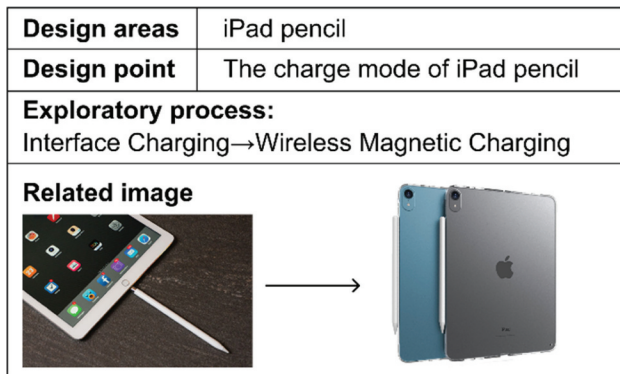 Design areas iPad pencil
Design point The charge mode of iPad pencil
Exploratory process:
Interface Charging→Wireless Magnetic Charging
Related image